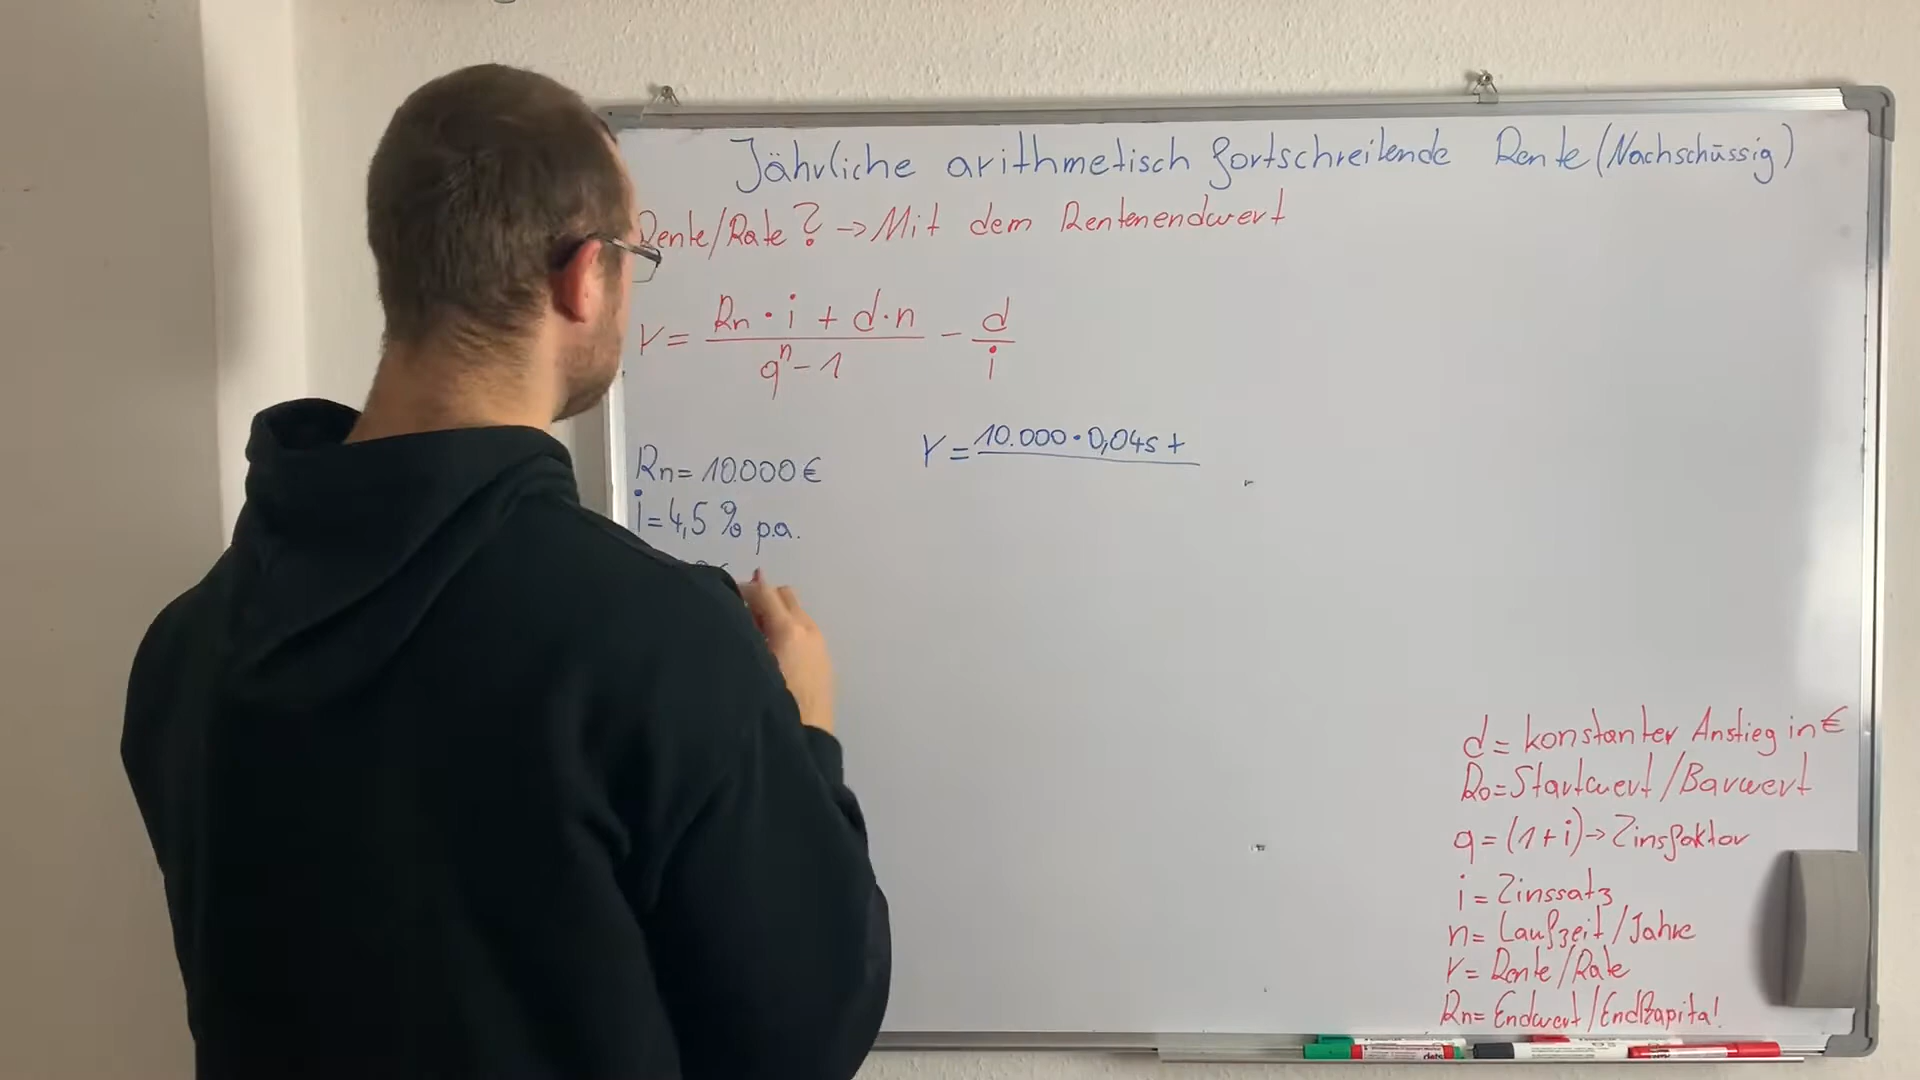 Jährliche arithmetisch fortschreitende Rente (Nachschüssig)
Rente/Rate? → Mit dem Rentenendwert
r = (Rn · i + d · n) / (q^n - 1) - d/i
Rn = 10.000 €
r = 10.000 · 0,045 +
i = 4,5 % p.a.
d = konstanter Anstieg in €
R₀ = Startwert / Barwert
q = (1 + i) → Zinsfaktor
i = Zinssatz
n = Laufzeit / Jahre
r = Rente / Rate
Rn = Endwert / Endkapital